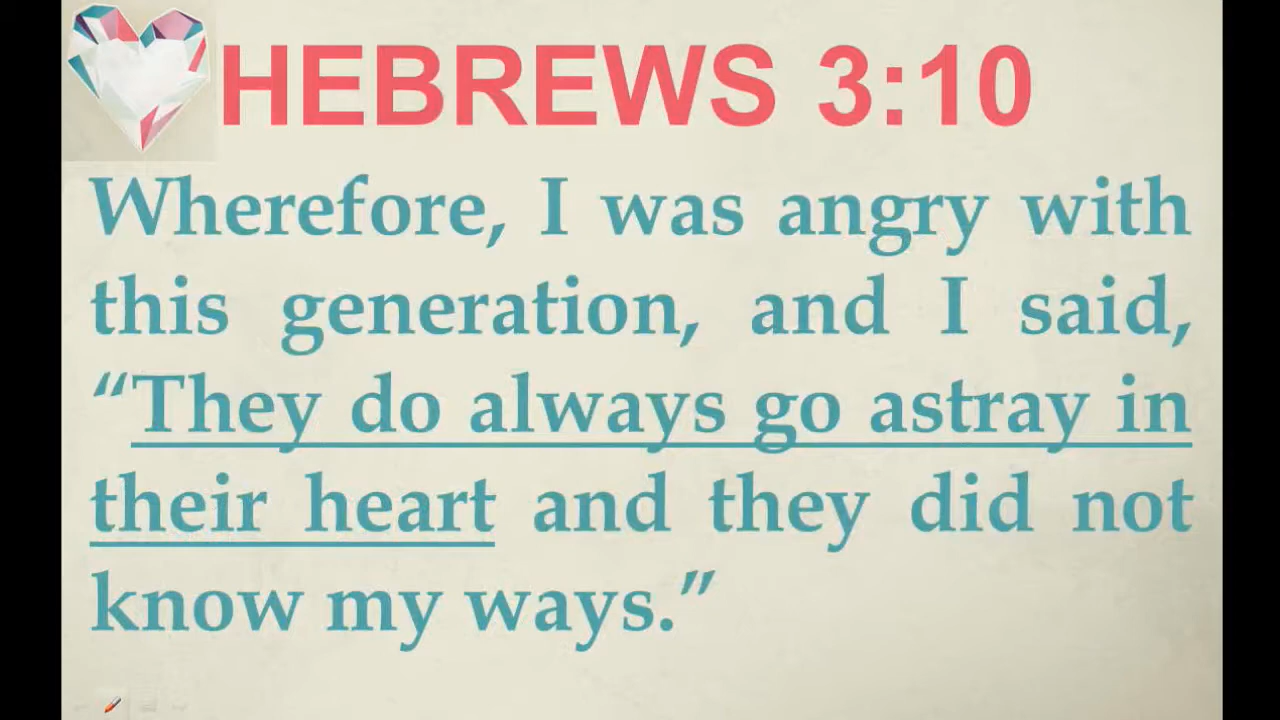 HEBREWS 3:10
Wherefore, I was angry with
this generation, and I said,
“They do always go astray in
their heart and they did not
know my ways.”